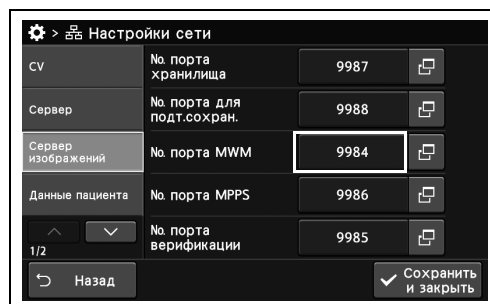 > Настройки сети
CV
Сервер
Сервер
изображений
Данные пациента
1/2
№ порта
хранилища
9987
№ порта для
подт.сохран.
9988
№ порта MWM
9984
№ порта MPPS
9986
№ порта
верификации
9985
Назад
Сохранить
и закрыть